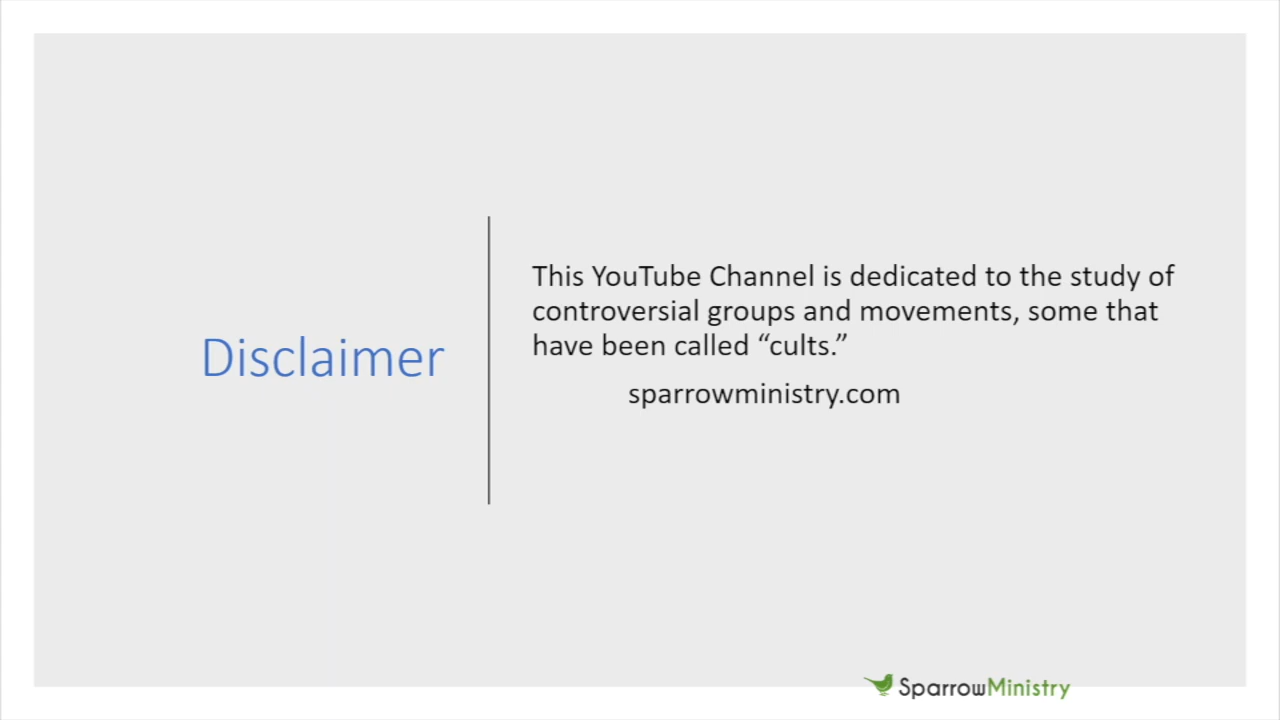 Disclaimer
This YouTube Channel is dedicated to the study of
controversial groups and movements, some that
have been called “cults.”
sparrowministry.com
SparrowMinistry